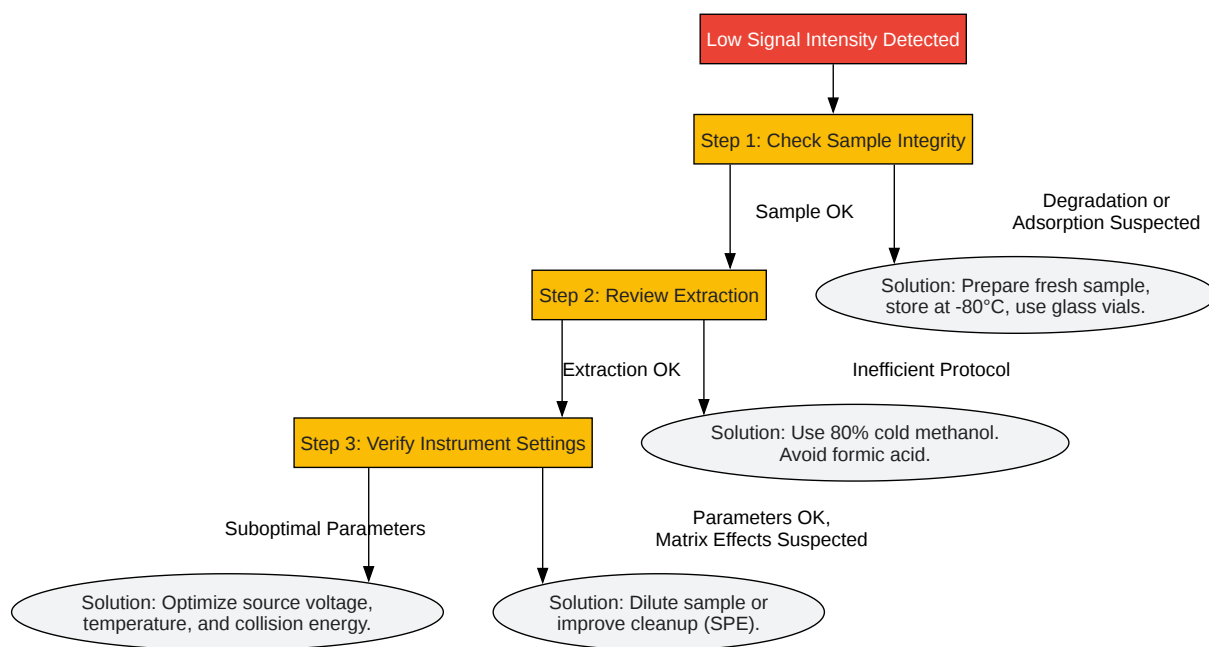 Low Signal Intensity Detected
Step 1: Check Sample Integrity
Sample OK
Degradation or
Adsorption Suspected
Step 2: Review Extraction
Solution: Prepare fresh sample,
store at -80°C, use glass vials.
Extraction OK
Inefficient Protocol
Step 3: Verify Instrument Settings
Solution: Use 80% cold methanol.
Avoid formic acid.
Suboptimal Parameters
Parameters OK,
Matrix Effects Suspected
Solution: Optimize source voltage,
temperature, and collision energy.
Solution: Dilute sample or
improve cleanup (SPE).